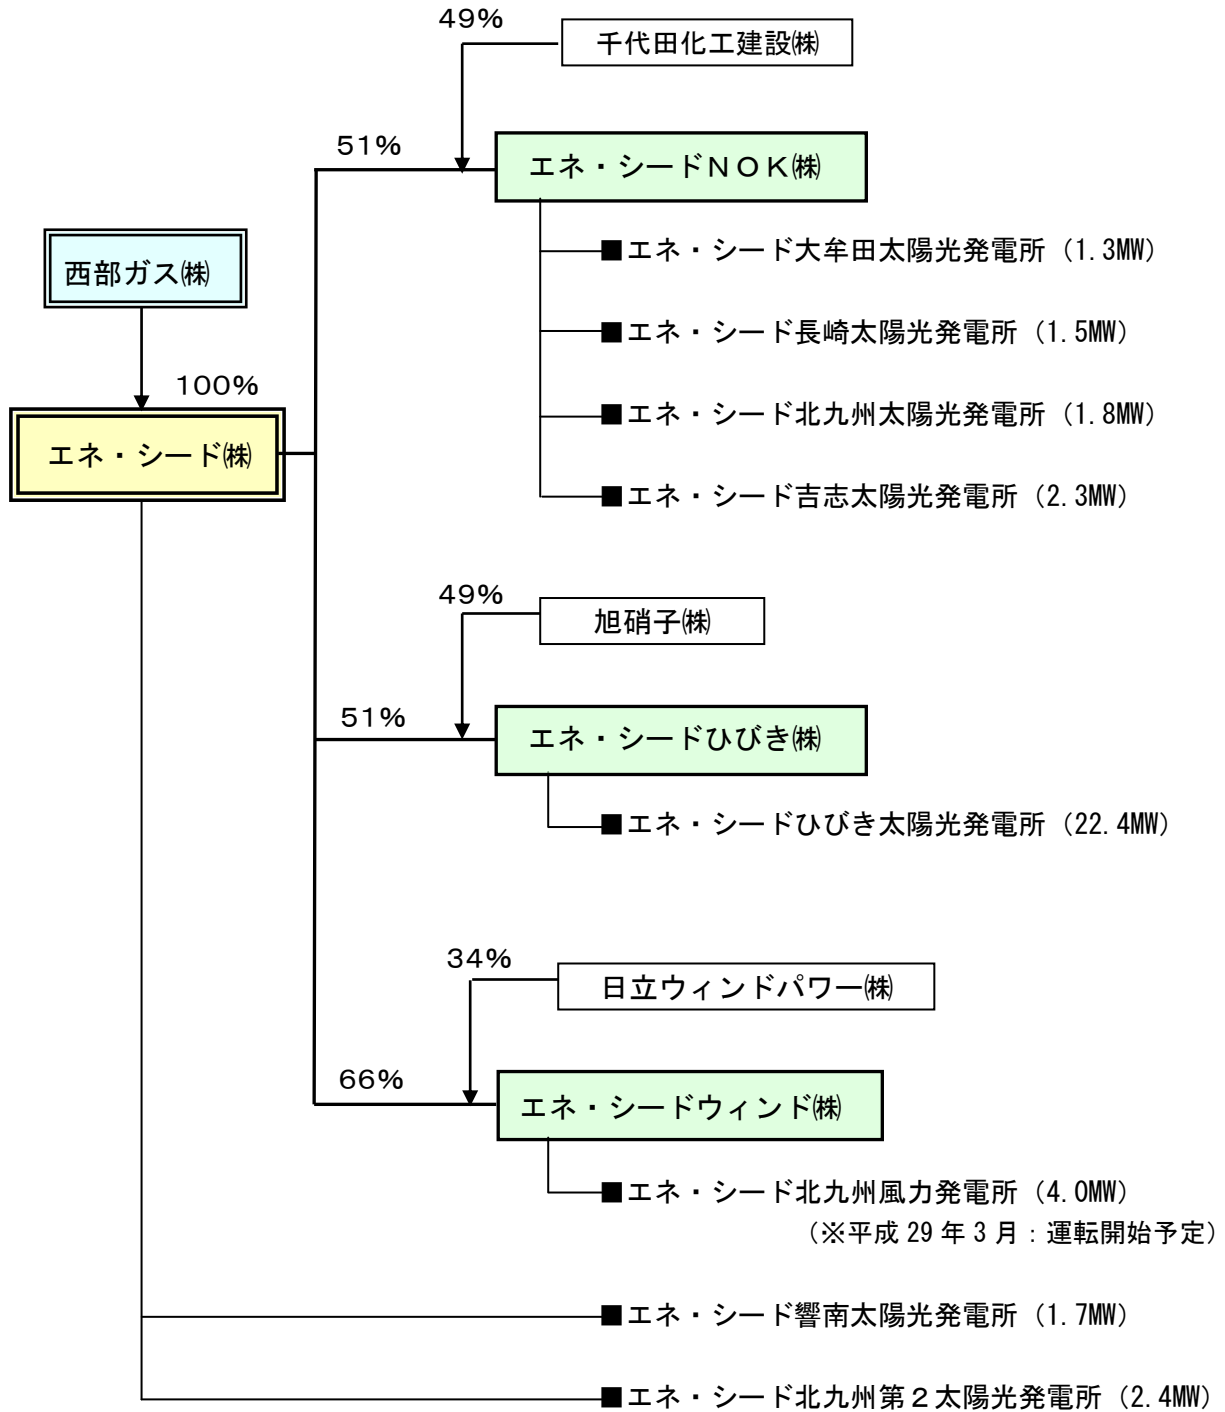 49%
千代田化工建設㈱
51%
エネ・シードＮＯＫ㈱
■エネ・シード大牟田太陽光発電所（1.3MW）
西部ガス㈱
■エネ・シード長崎太陽光発電所（1.5MW）
100%
■エネ・シード北九州太陽光発電所（1.8MW）
エネ・シード㈱
■エネ・シード吉志太陽光発電所（2.3MW）
49%
旭硝子㈱
51%
エネ・シードひびき㈱
■エネ・シードひびき太陽光発電所（22.4MW）
34%
日立ウィンドパワー㈱
66%
エネ・シードウィンド㈱
■エネ・シード北九州風力発電所（4.0MW）
（※平成 29 年 3 月：運転開始予定）
■エネ・シード響南太陽光発電所（1.7MW）
■エネ・シード北九州第２太陽光発電所（2.4MW）